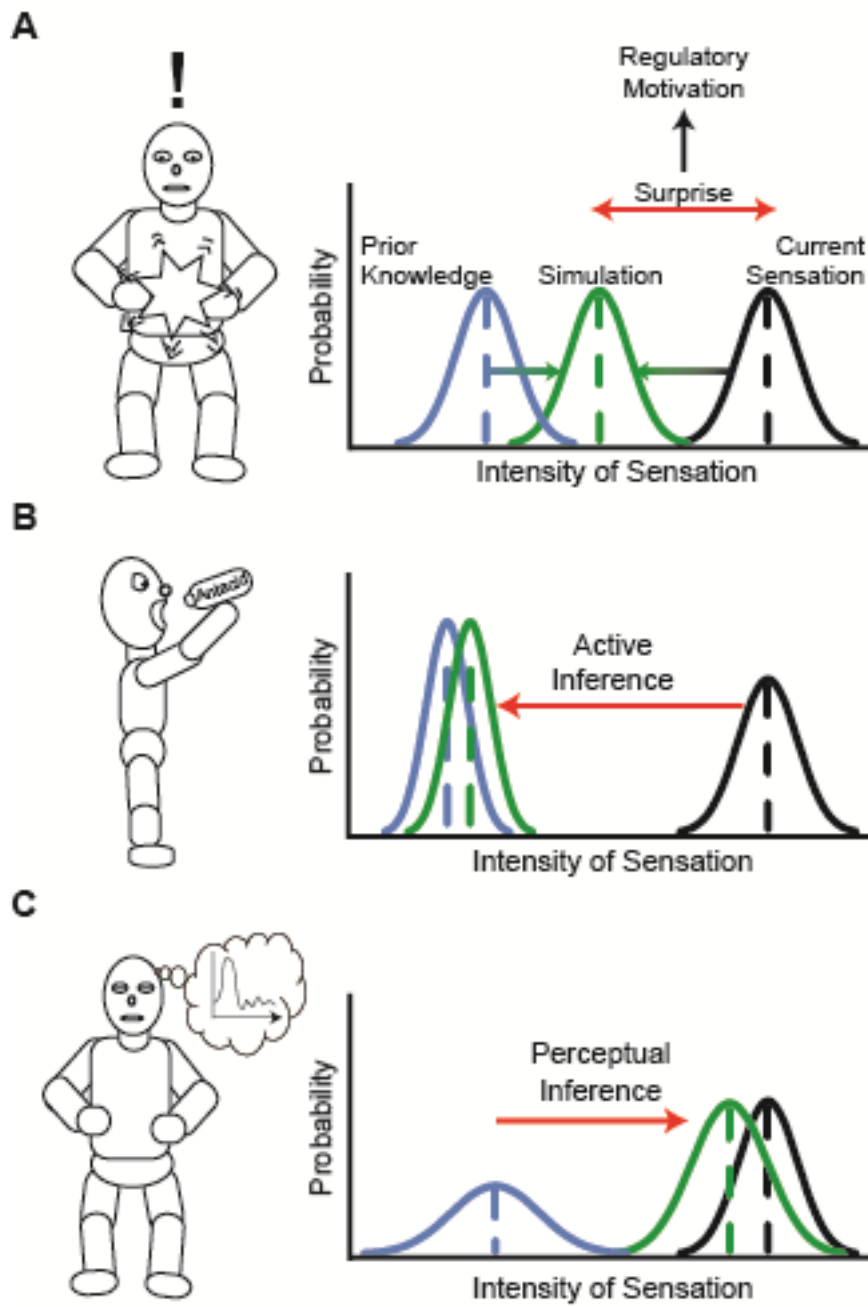 A
!
Regulatory
Motivation
Surprise
Prior
Knowledge
Simulation
Current
Sensation
Probability
Intensity of Sensation
B
Antacid
Active
Inference
Probability
Intensity of Sensation
C
Perceptual
Inference
Probability
Intensity of Sensation